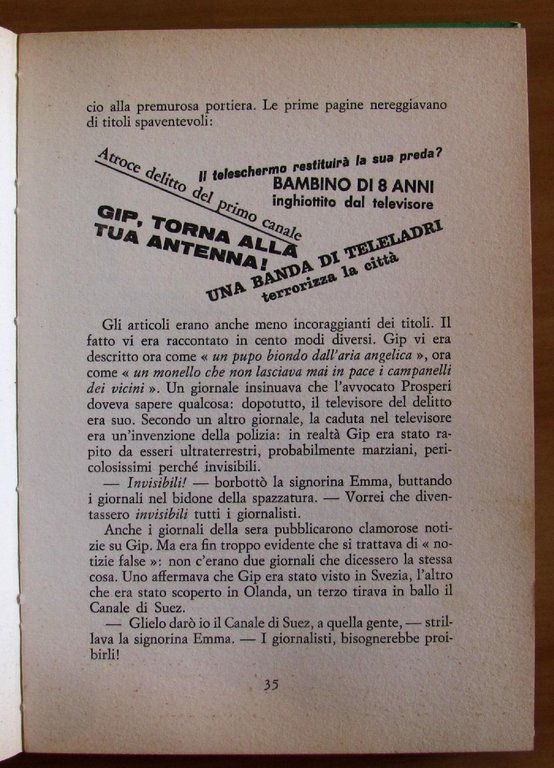 cio alla premurosa portiera. Le prime pagine nereggiavano
di titoli spaventevoli:
Il teleschermo restituirà la sua preda?
Atroce delitto del primo canale
BAMBINO DI 8 ANNI
inghiottito dal televisore
GIP, TORNA ALLA
TUA ANTENNA!
UNA BANDA DI TELELADRI
terrorizza la città
Gli articoli erano anche meno incoraggianti dei titoli. Il
fatto vi era raccontato in cento modi diversi. Gip vi era
descritto ora come « un pupo biondo dall'aria angelica », ora
come « un monello che non lasciava mai in pace i campanelli
dei vicini ». Un giornale insinuava che l'avvocato Prosperi
doveva sapere qualcosa: dopotutto, il televisore del delitto
era suo. Secondo un altro giornale, la caduta nel televisore
era un'invenzione della polizia: in realtà Gip era stato ra-
pito da esseri ultraterrestri, probabilmente marziani, peri-
colosissimi perché invisibili.
— Invisibili! — borbottò la signorina Emma, buttando
i giornali nel bidone della spazzatura. — Vorrei che diven-
tassero invisibili tutti i giornalisti.
Anche i giornali della sera pubblicarono clamorose noti-
zie su Gip. Ma era fin troppo evidente che si trattava di « no-
tizie false »: non c'erano due giornali che dicessero la stessa
cosa. Uno affermava che Gip era stato visto in Svezia, l'altro
che era stato scoperto in Olanda, un terzo tirava in ballo il
Canale di Suez.
— Glielo darò io il Canale di Suez, a quella gente, — stril-
lava la signorina Emma. — I giornalisti, bisognerebbe proi-
birli!
35